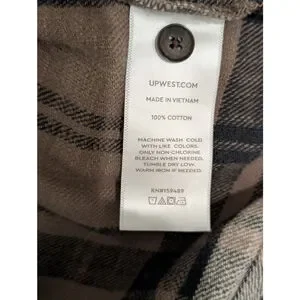 UPWEST.COM
MADE IN VIETNAM
100% COTTON
MACHINE WASH COLD
WITH LIKE COLORS.
ONLY NON-CHLORINE
BLEACH WHEN NEEDED.
TUMBLE DRY LOW.
WARM IRON IF NEEDED.
RN#159489